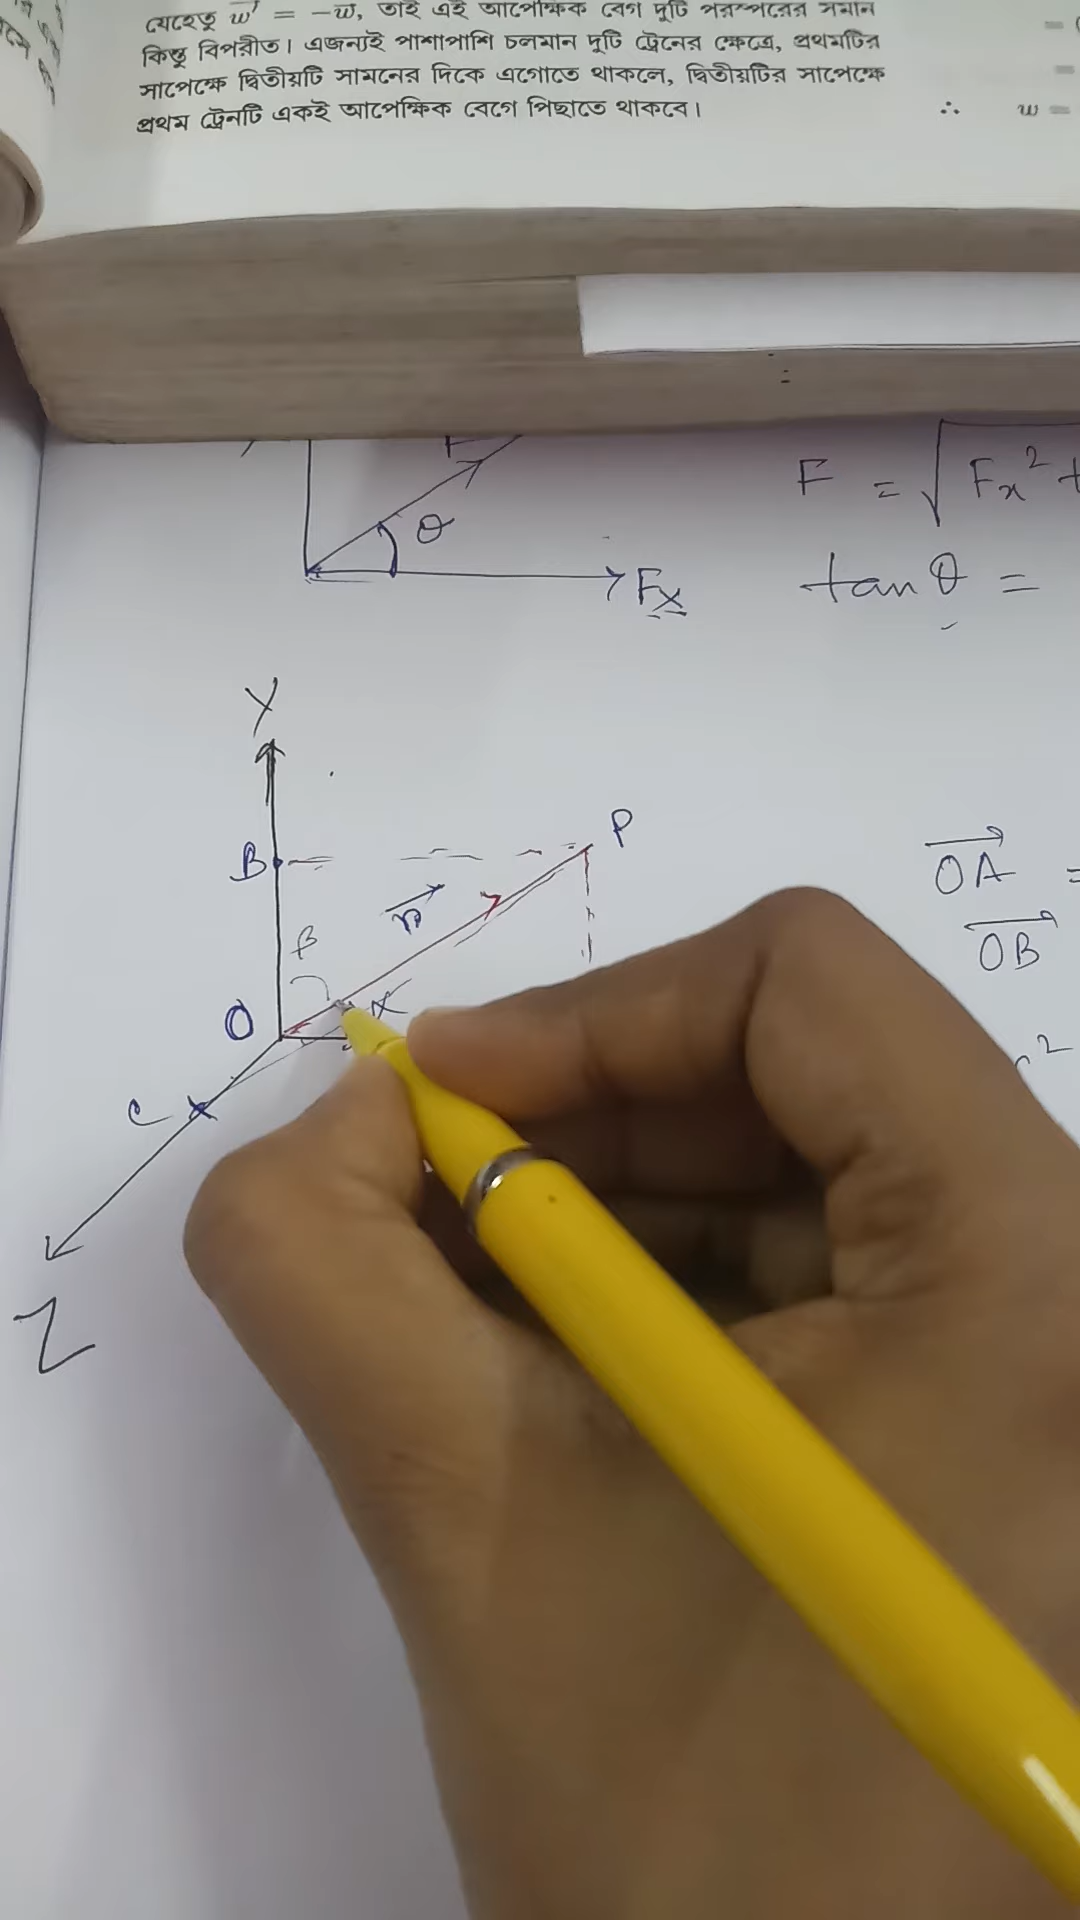 যেহেতু w' = −w, তাই এই আপেক্ষিক বেগ দুটি পরস্পরের সমান
কিন্তু বিপরীত। এজন্যই পাশাপাশি চলমান দুটি ট্রেনের ক্ষেত্রে, প্রথমটির
সাপেক্ষে দ্বিতীয়টি সামনের দিকে এগোতে থাকলে, দ্বিতীয়টির সাপেক্ষে
প্রথম ট্রেনটি একই আপেক্ষিক বেগে পিছাতে থাকবে।
∴ w =
F
θ
Fx
F = √Fx² +
tan θ =
Y
B
P
β
α
O
C
Z
OA =
OB